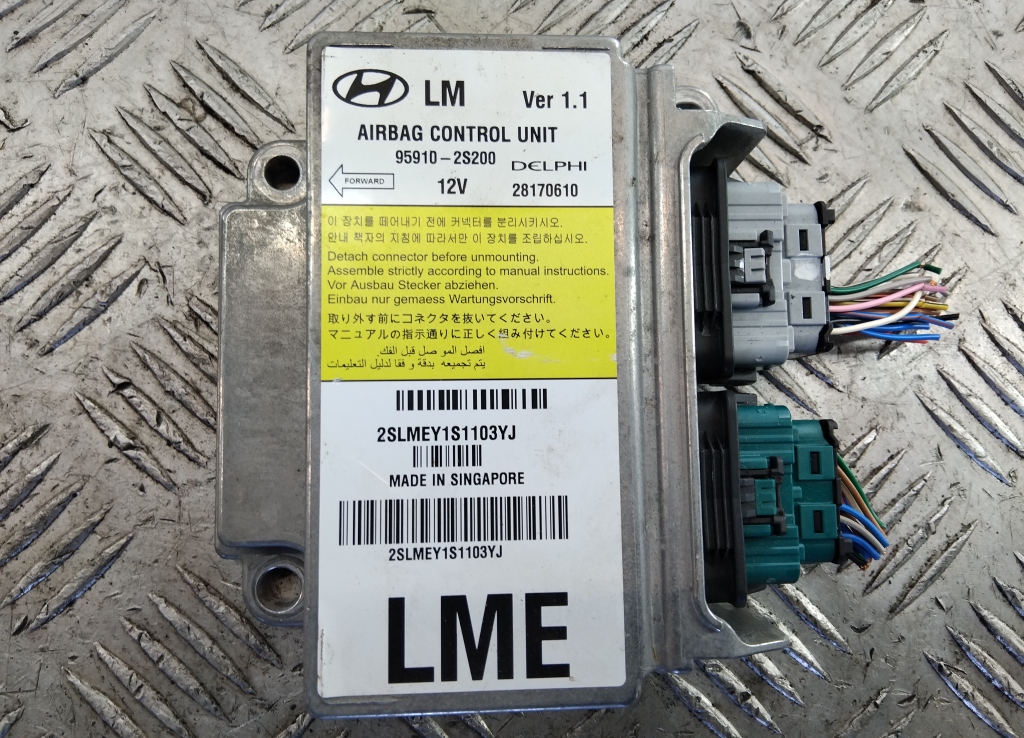 LM
Ver 1.1
AIRBAG CONTROL UNIT
95910-2S200
DELPHI
FORWARD
12V
28170610
이 장치를 떼어내기 전에 커넥터를 분리시키시오.
안내 책자의 지침에 따라서만 이 장치를 조립하십시오.
Detach connector before unmounting.
Assemble strictly according to manual instructions.
Vor Ausbau Stecker abziehen.
Einbau nur gemaess Wartungsvorschrift.
取り外す前にコネクタを抜いてください。
マニュアルの指示通りに正しく組み付けてください。
افصل المو صل قبل الفك
يتم تجميعه بدقة و فقا لدليل التعليمات
2SLMEY1S1103YJ
MADE IN SINGAPORE
2SLMEY1S1103YJ
LME